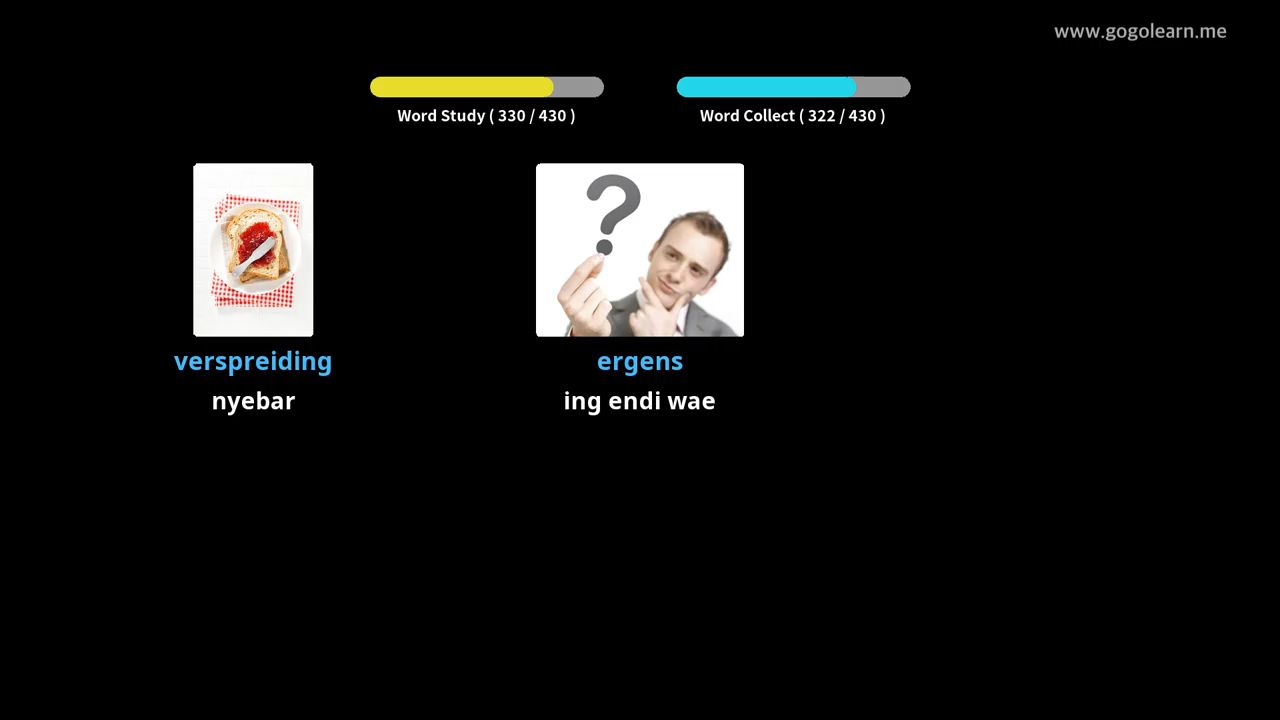 www.gogolearn.me
Word Study ( 330 / 430 )
Word Collect ( 322 / 430 )
verspreiding
nyebar
ergens
ing endi wae